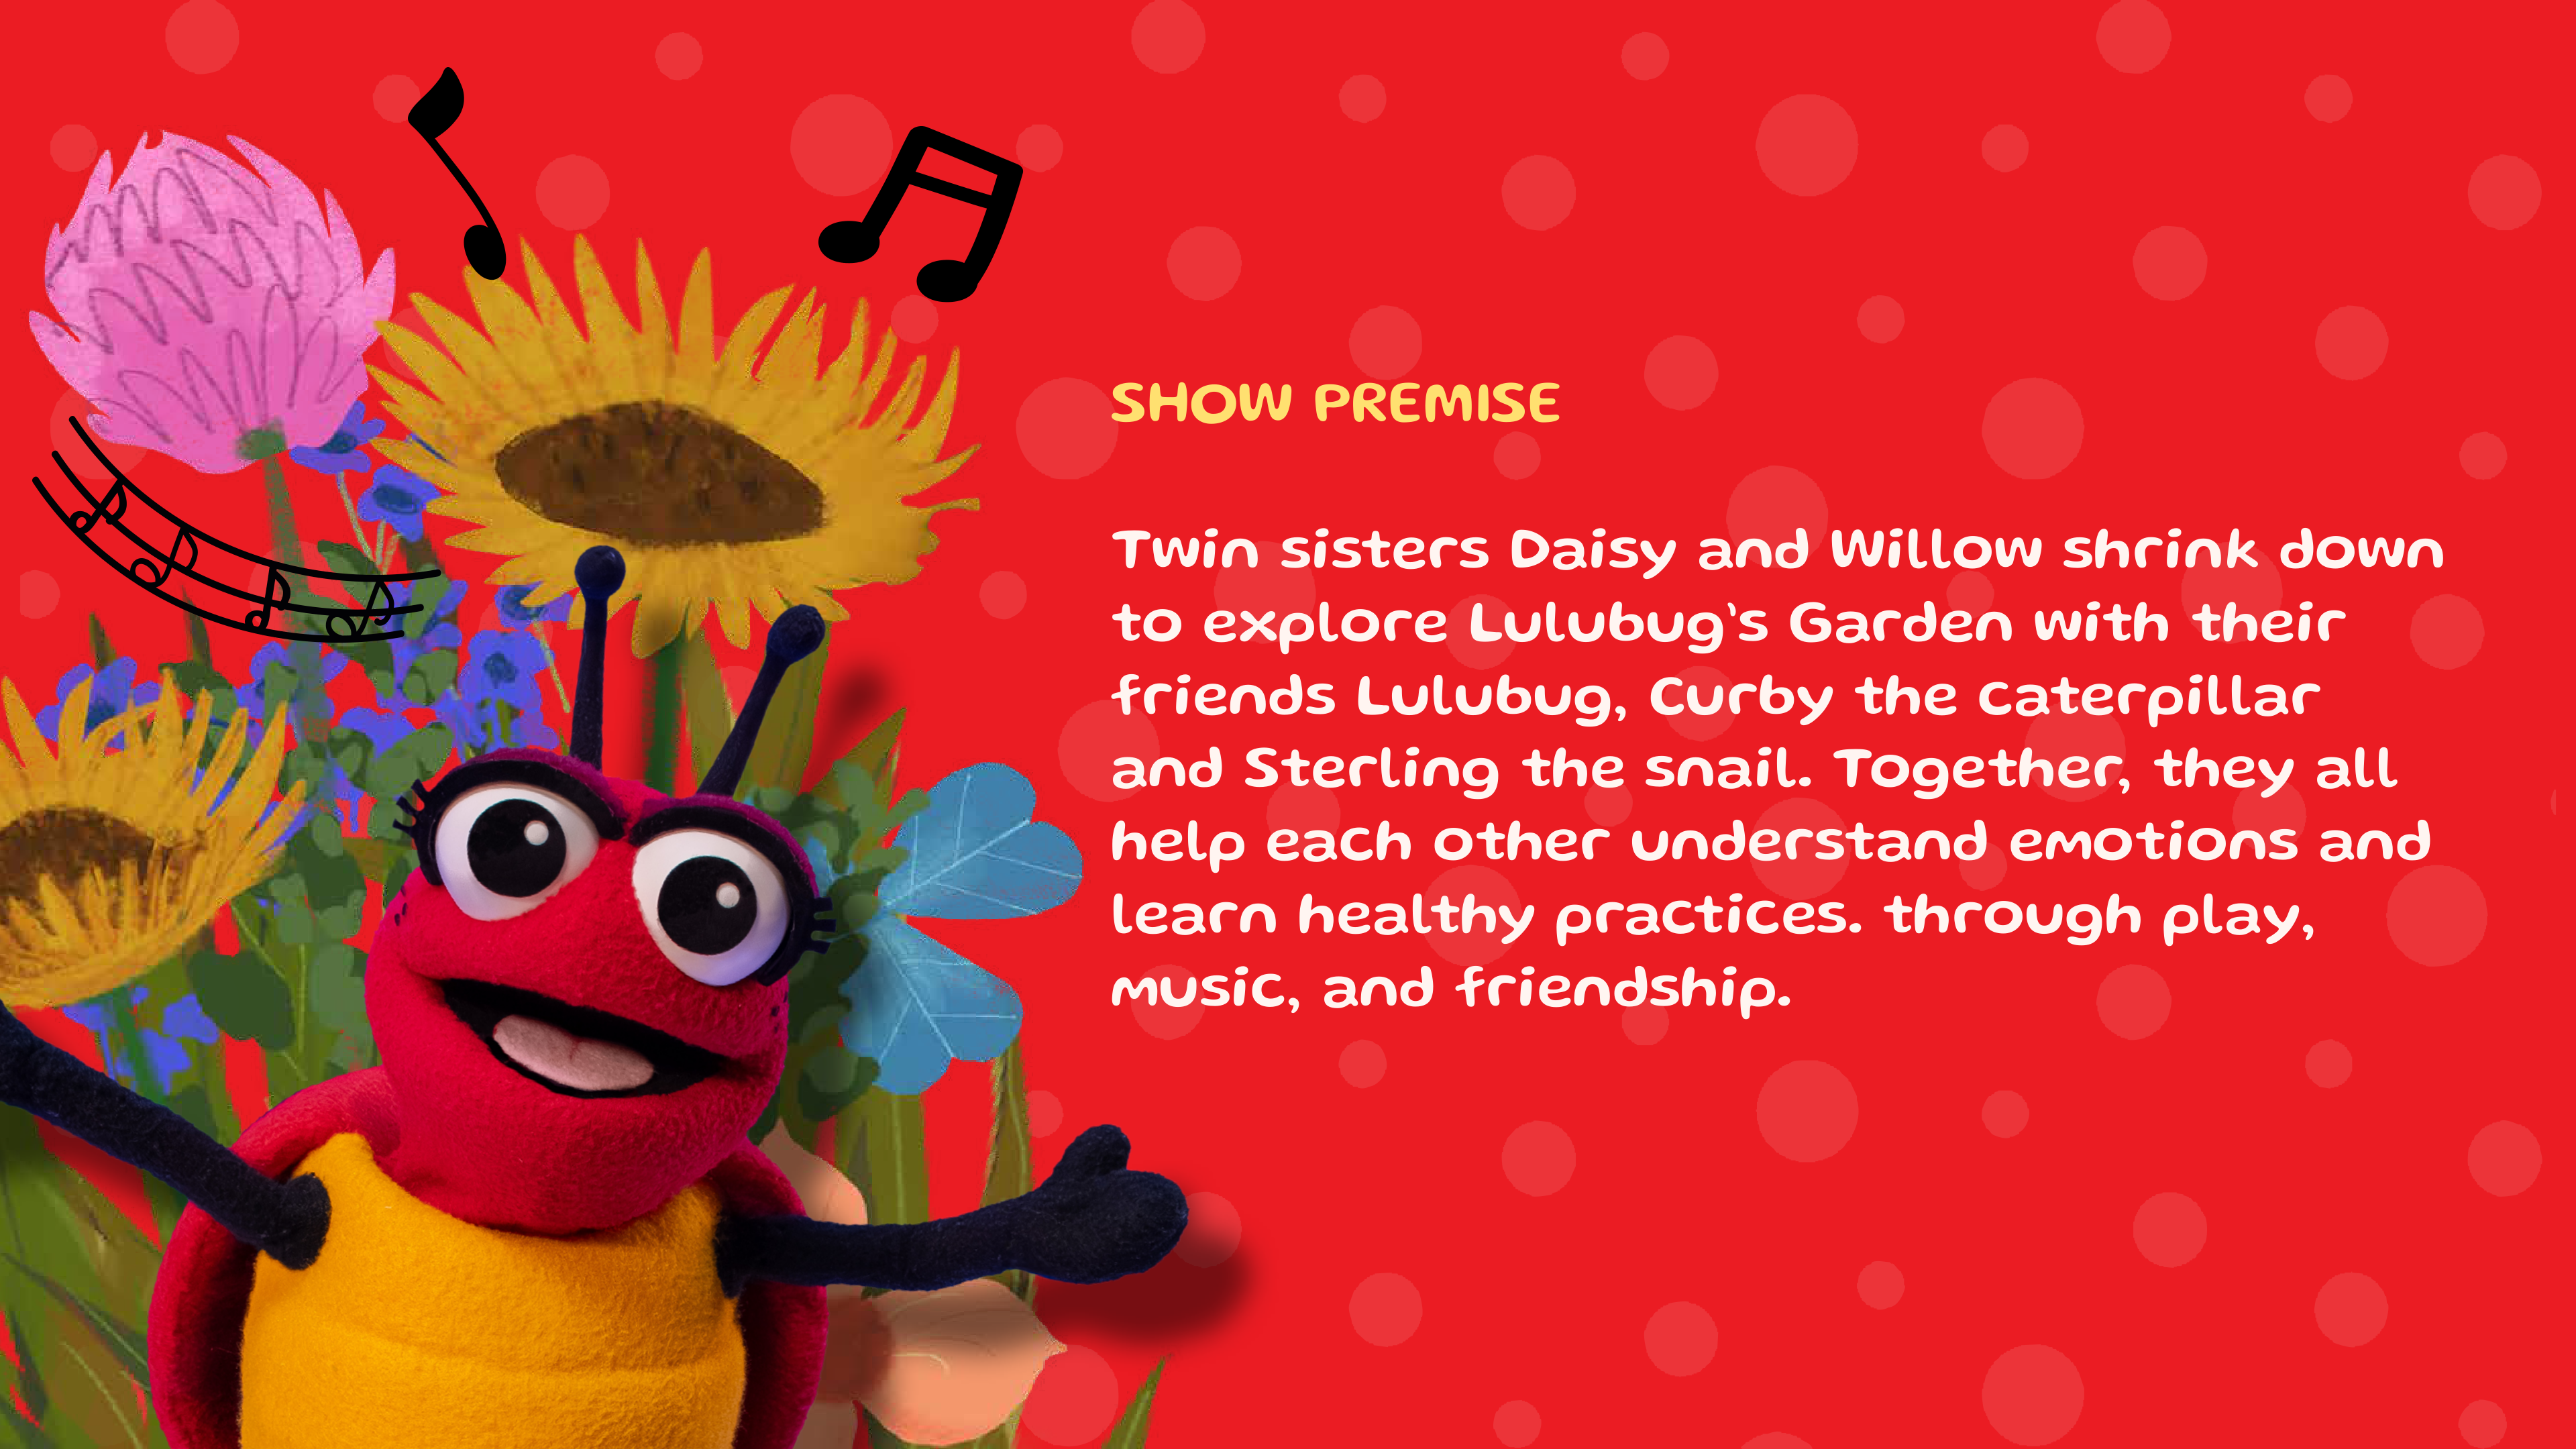 SHOW PREMISE
Twin sisters Daisy and Willow shrink down
to explore Lulubug's Garden with their
friends Lulubug, Curby the caterpillar
and Sterling the snail. Together, they all
help each other understand emotions and
learn healthy practices. through play,
music, and friendship.